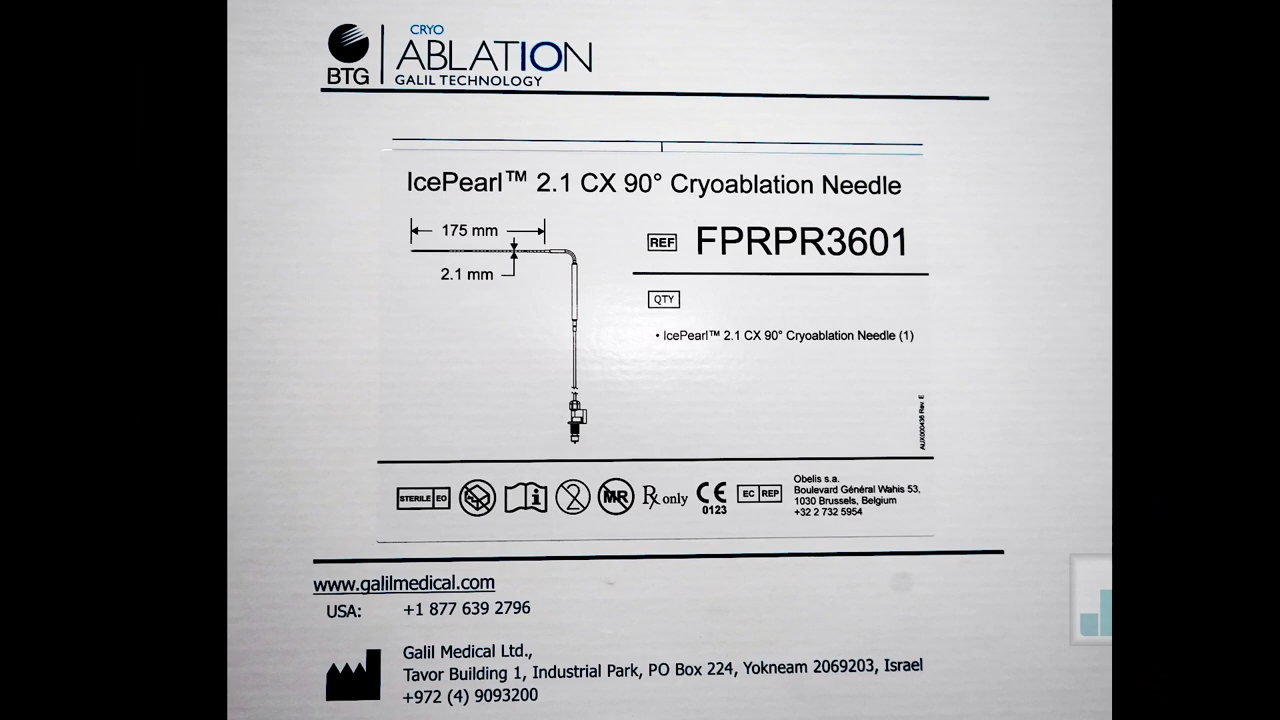 CRYO
ABLATION
BTG
GALIL TECHNOLOGY
IcePearl™ 2.1 CX 90° Cryoablation Needle
175 mm
2.1 mm
REF FPRPR3601
QTY
• IcePearl™ 2.1 CX 90° Cryoablation Needle (1)
AUX000436 Rev. E
STERILE EO
2
MR
Rx only
CE
0123
EC REP
Obelis s.a.
Boulevard Général Wahis 53,
1030 Brussels, Belgium
+32 2 732 5954
www.galilmedical.com
USA: +1 877 639 2796
Galil Medical Ltd.,
Tavor Building 1, Industrial Park, PO Box 224, Yokneam 2069203, Israel
+972 (4) 9093200